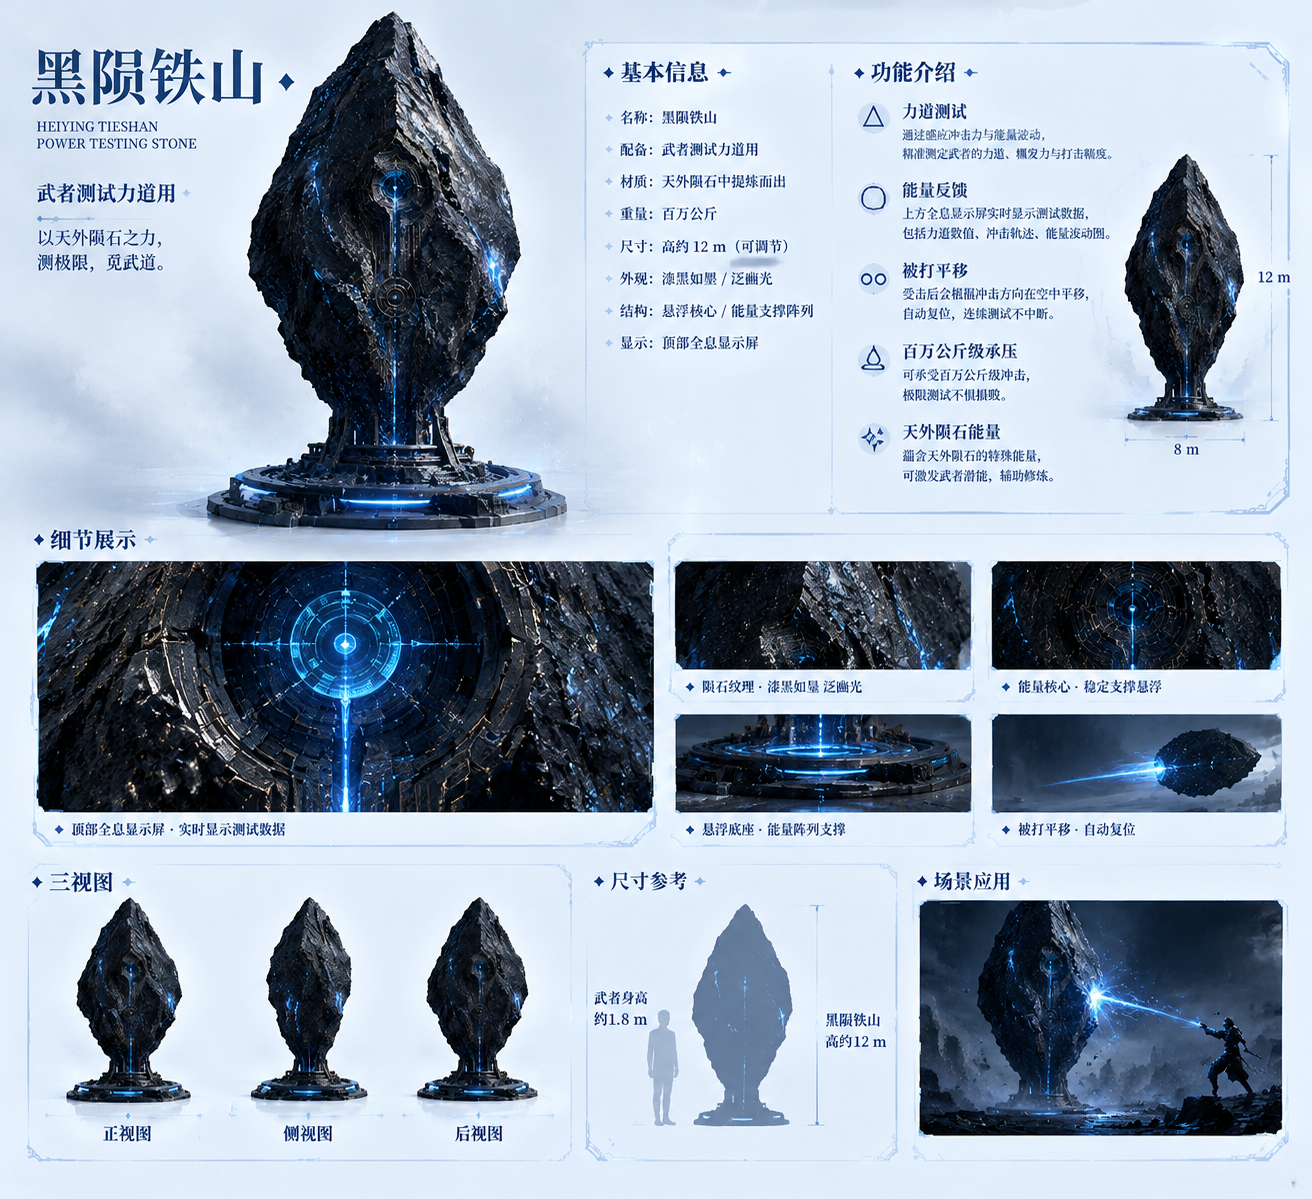 黑陨铁山
HEIYING TIESHAN
POWER TESTING STONE
武者测试力道用
以天外陨石之力，
测极限，觅武道。
基本信息
名称：黑陨铁山
配备：武者测试力道用
材质：天外陨石中提炼而出
重量：百万公斤
尺寸：高约 12 m（可调节）
外观：漆黑如墨 / 泛幽光
结构：悬浮核心 / 能量支撑阵列
显示：顶部全息显示屏
功能介绍
力道测试
通过感应冲击力与能量波动，
精准测定武者的力道、爆发力与打击精度。
能量反馈
上方全息显示屏实时显示测试数据，
包括力道数值、冲击轨迹、能量波动图。
被打平移
受击后会根据冲击方向在空中平移，
自动复位，连续测试不中断。
百万公斤级承压
可承受百万公斤级冲击，
极限测试不惧损毁。
天外陨石能量
蕴含天外陨石的特殊能量，
可激发武者潜能，辅助修炼。
12 m
8 m
细节展示
顶部全息显示屏 · 实时显示测试数据
陨石纹理 · 漆黑如墨 泛幽光
能量核心 · 稳定支撑悬浮
悬浮底座 · 能量阵列支撑
被打平移 · 自动复位
三视图
正视图
侧视图
后视图
尺寸参考
武者身高
约1.8 m
黑陨铁山
高约12 m
场景应用